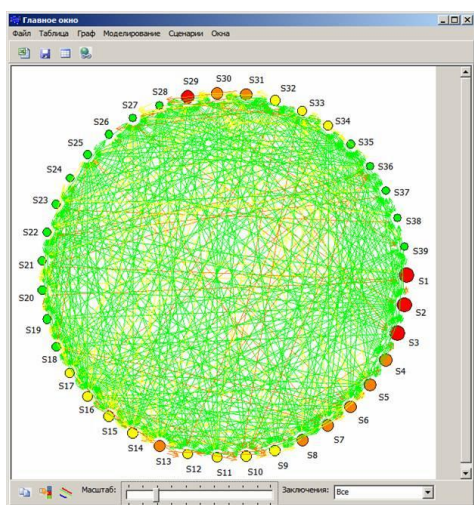 Главное окно
Файл Таблица Граф Моделирование Сценарии Окна
S29 S30 S31
S28 S32
S27 S33
S26 S34
S25 S35
S24 S36
S23 S37
S22 S38
S21 S39
S20 S1
S19 S2
S18 S3
S17 S4
S16 S5
S15 S6
S14 S7
S13 S8
S12 S11 S10 S9
Масштаб: Заключения: Все